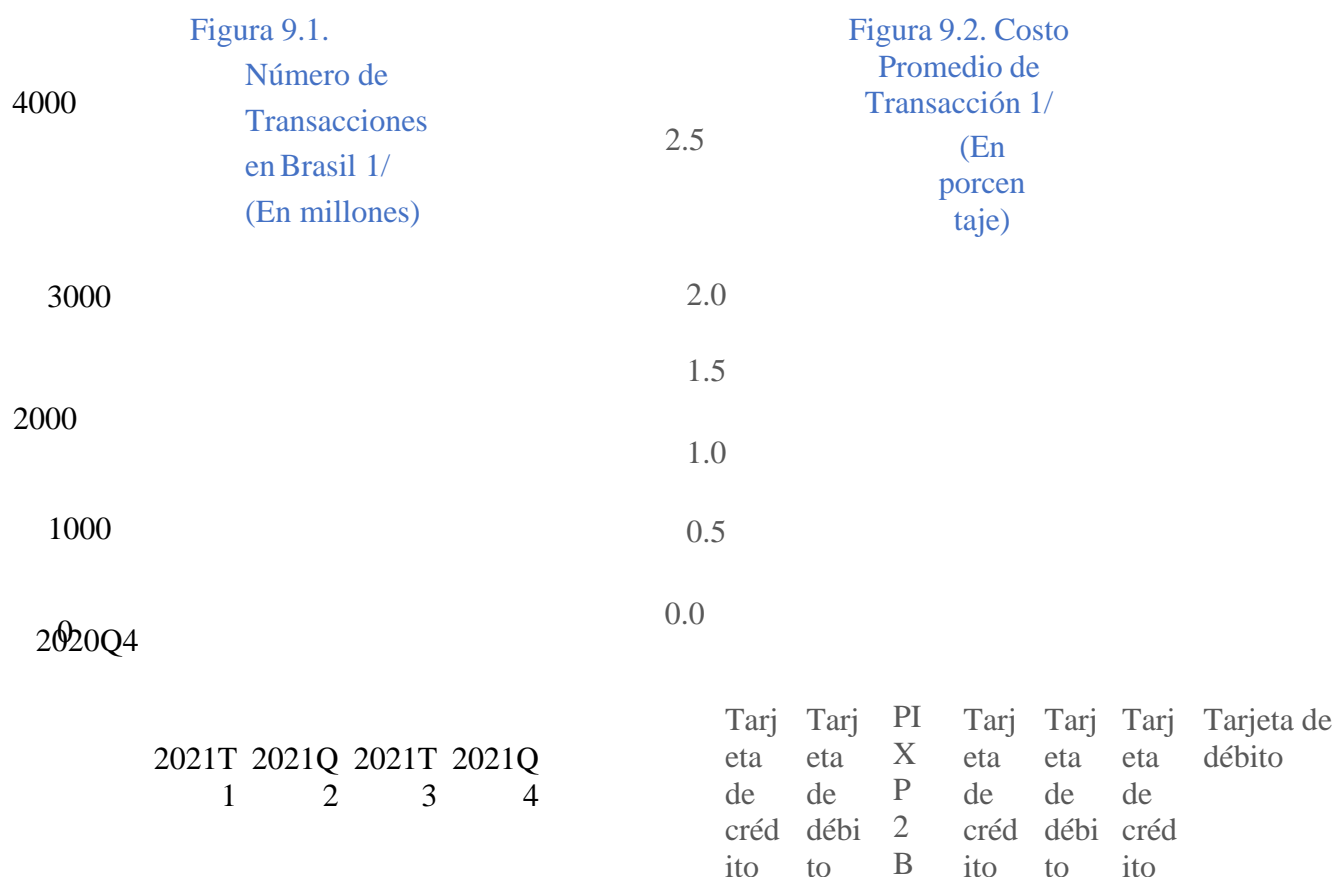 Figura 9.1.
Número de
Transacciones
en Brasil 1/
(En millones)
4000
3000
2000
1000
0
2020Q4
2021T 2021Q 2021T 2021Q
1 2 3 4
Figura 9.2. Costo
Promedio de
Transacción 1/
(En
porcen
taje)
2.5
2.0
1.5
1.0
0.5
0.0
Tarj Tarj PI Tarj Tarj Tarj Tarjeta de
eta eta X eta eta eta débito
de de P de de de
créd débi 2 créd débi créd
ito to B ito to ito